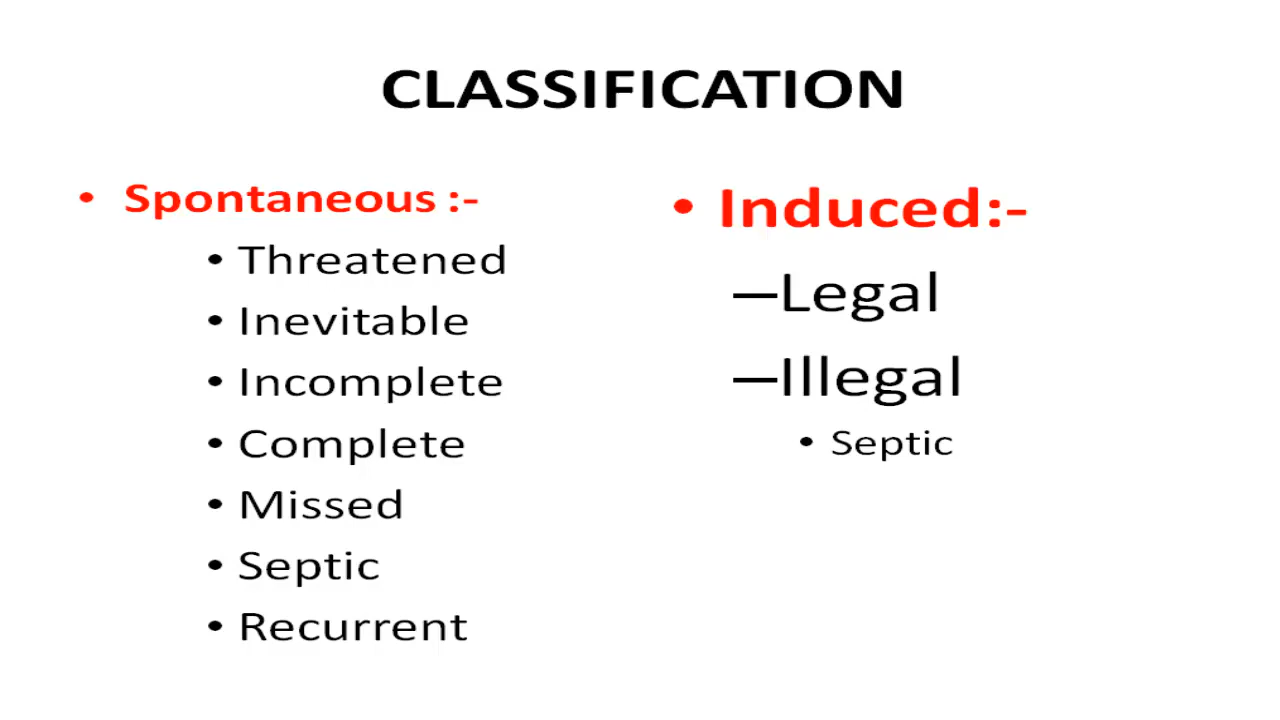 CLASSIFICATION
• Spontaneous :-
• Threatened
• Inevitable
• Incomplete
• Complete
• Missed
• Septic
• Recurrent
• Induced:-
–Legal
–Illegal
• Septic